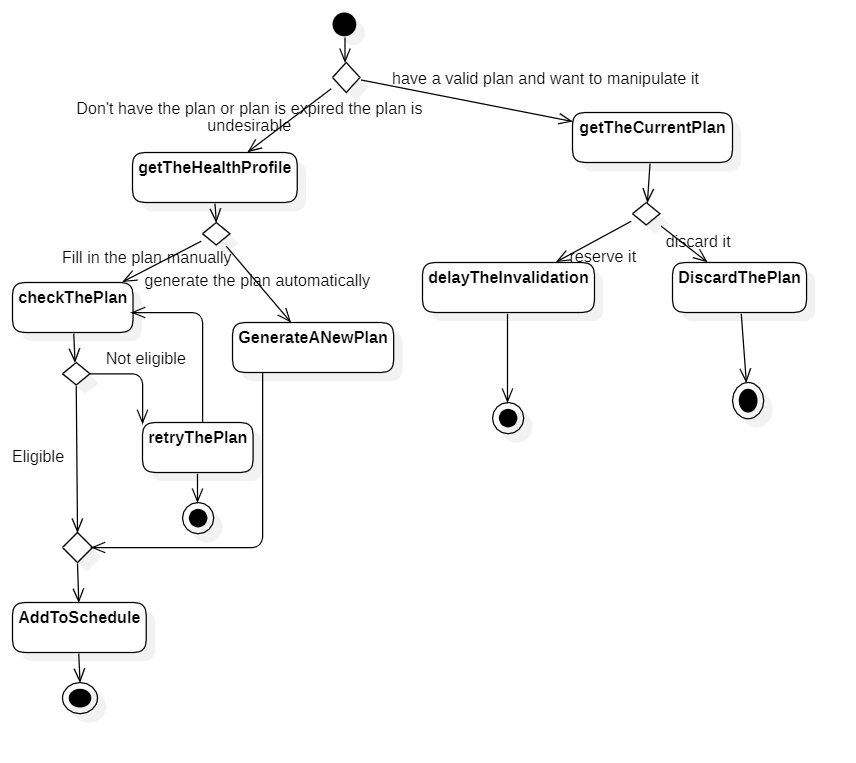 have a valid plan and want to manipulate it
Don't have the plan or plan is expired the plan is
undesirable
getTheCurrentPlan
getTheHealthProfile
discard it
Fill in the plan manually
reserve it
generate the plan automatically
delayTheInvalidation
DiscardThePlan
checkThePlan
GenerateANewPlan
Not eligible
retryThePlan
Eligible
AddToSchedule